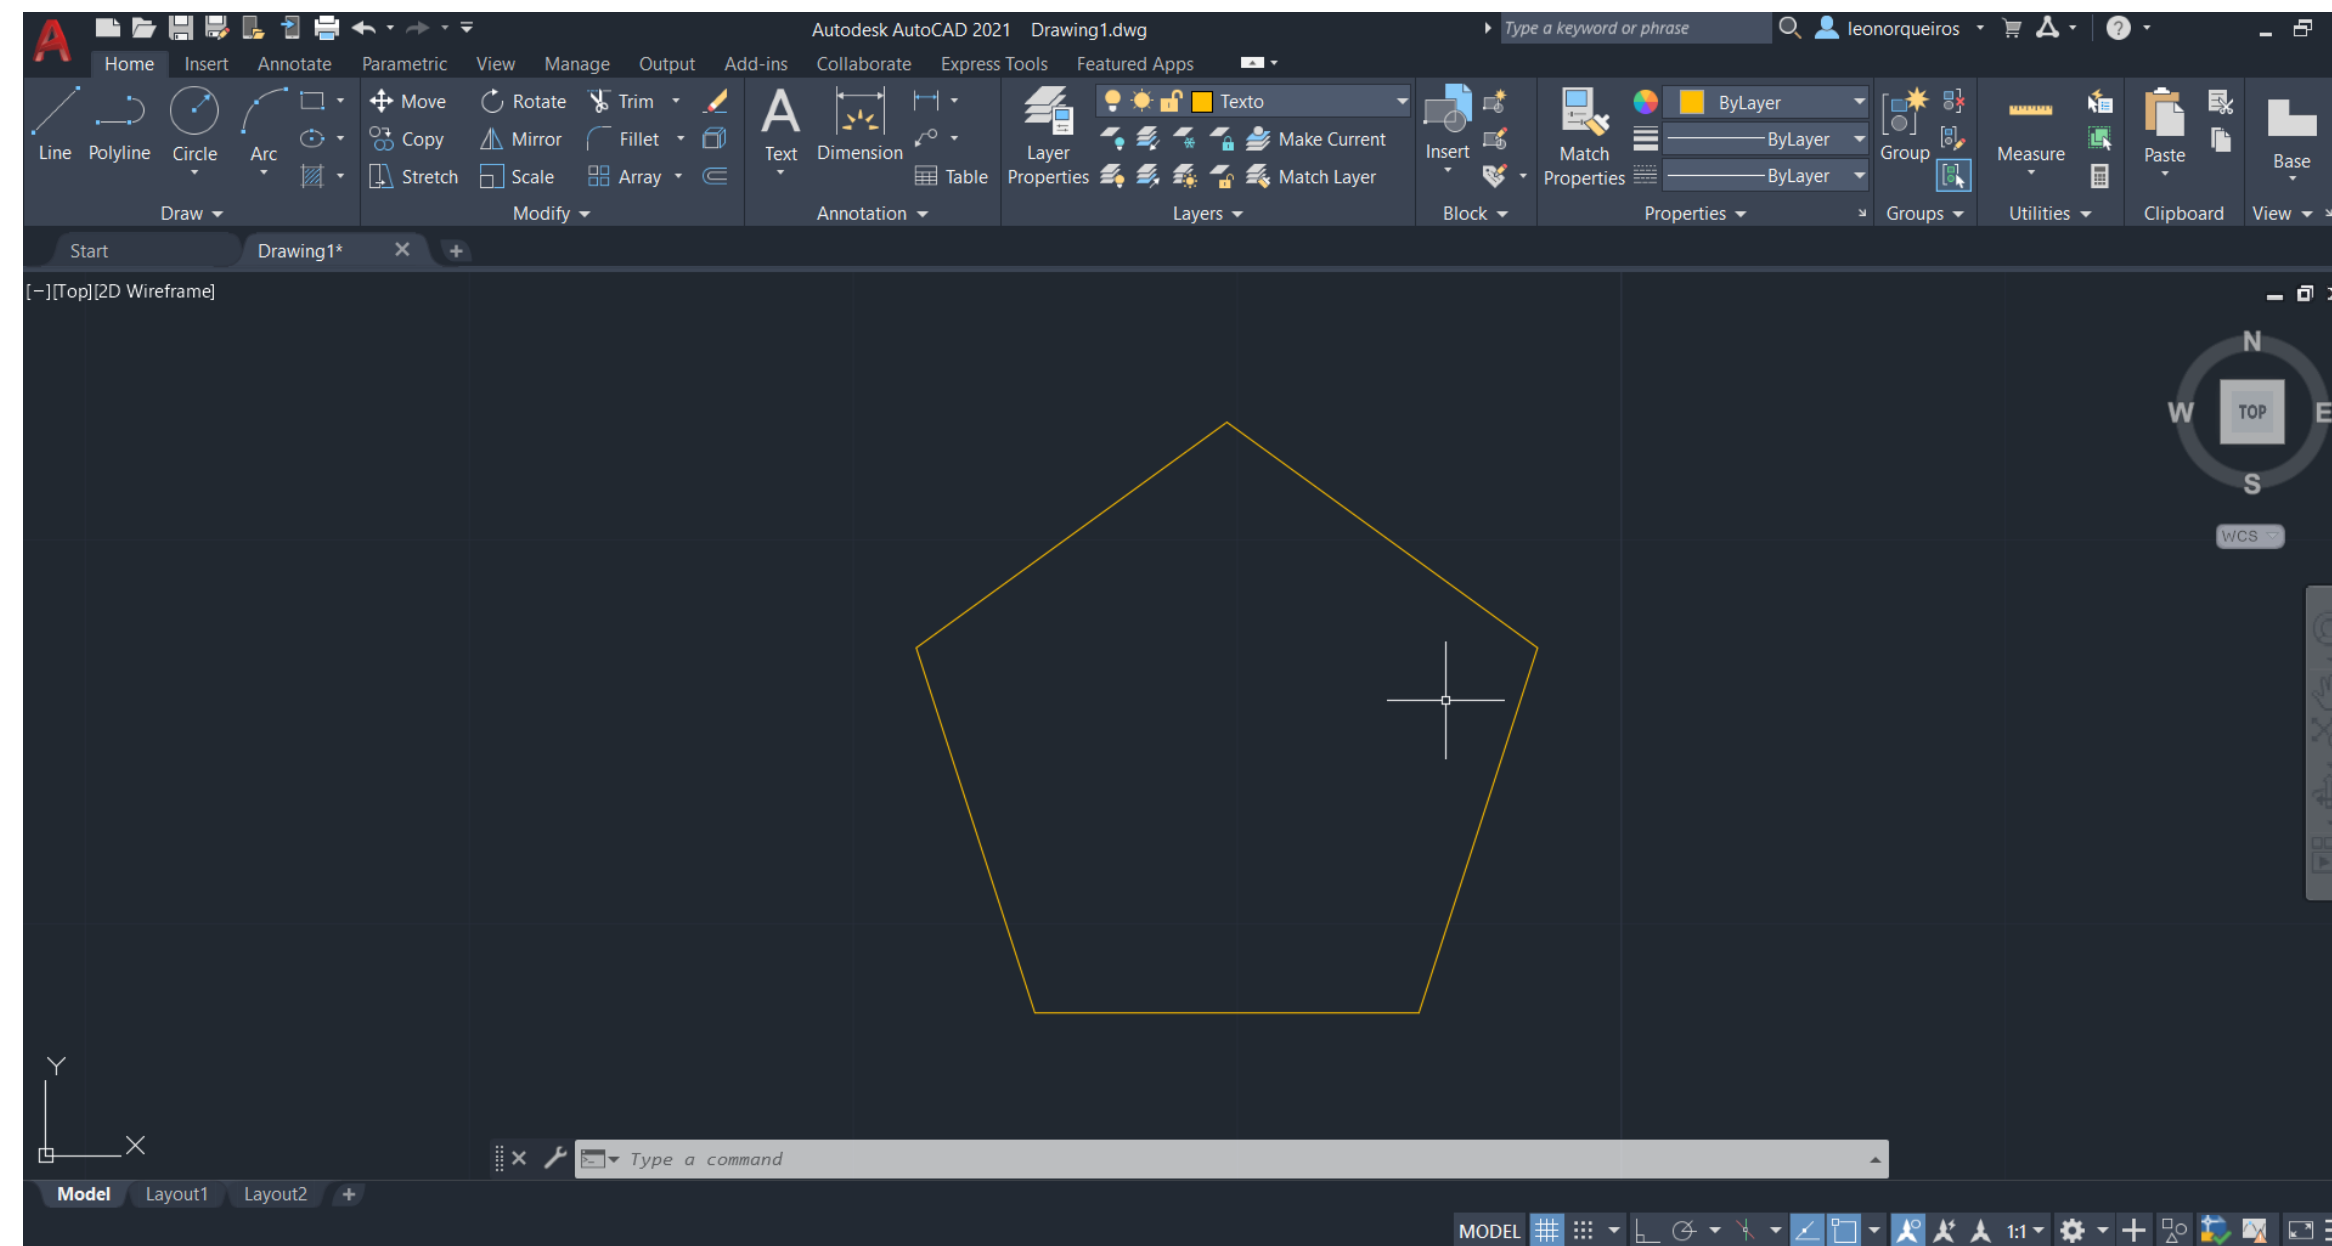 Autodesk AutoCAD 2021 Drawing1.dwg Type a keyword or phrase leonorqueiros
Home Insert Annotate Parametric View Manage Output Add-ins Collaborate Express Tools Featured Apps
Line Polyline Circle Arc
Move Rotate Trim
Copy Mirror Fillet
Stretch Scale Array
Text Dimension Table
Layer Properties
Texto
Make Current
Match Layer
Insert
Match Properties
ByLayer
ByLayer
ByLayer
Group
Measure
Paste
Base
Draw Modify Annotation Layers Block Properties Groups Utilities Clipboard View
Start Drawing1*
[−][Top][2D Wireframe]
N
W TOP E
S
WCS
Y
X
Type a command
Model Layout1 Layout2
MODEL 1:1